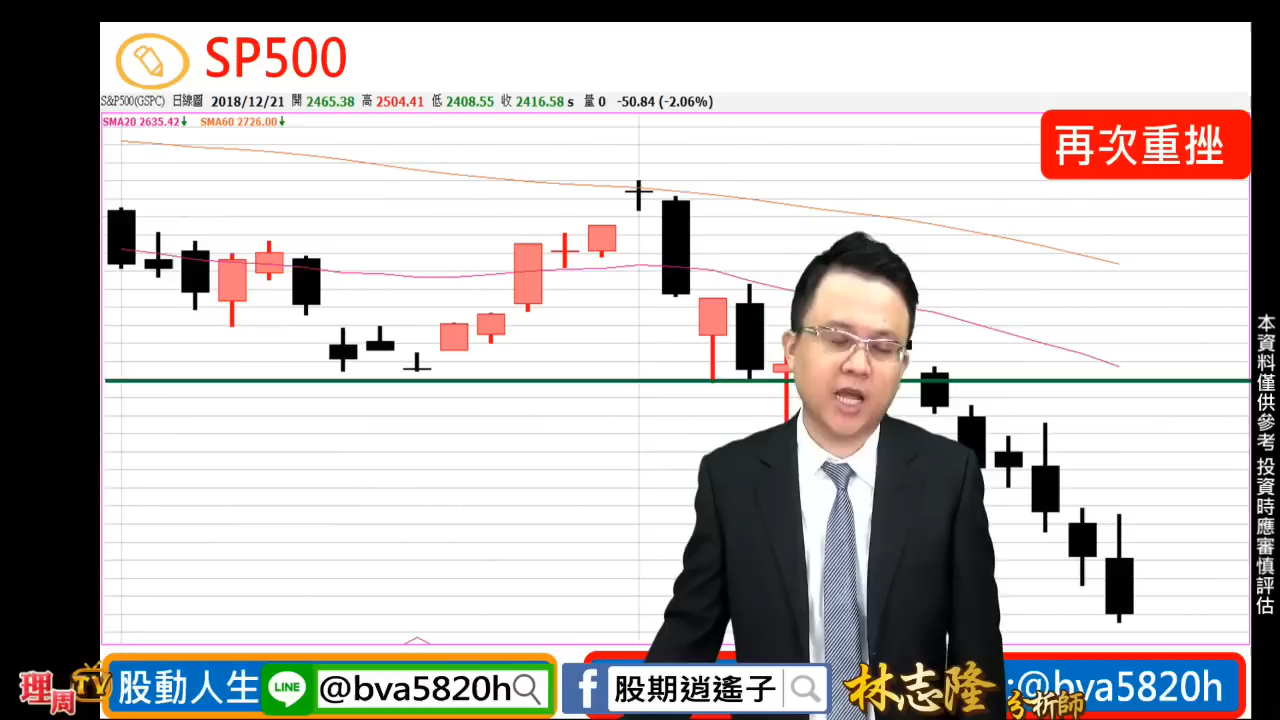 SP500
S&P500(GSPC) 日線圖 2018/12/21 開 2465.38 高 2504.41 低 2408.55 收 2416.58 s 量 0 -50.84 (-2.06%)
SMA20 2635.42↓ SMA60 2726.00↓
再次重挫
本資料僅供參考 投資時應審慎評估
理周TV
股動人生 LINE @bva5820h
f 股期逍遙子
林志隆 分析師
:@bva5820h